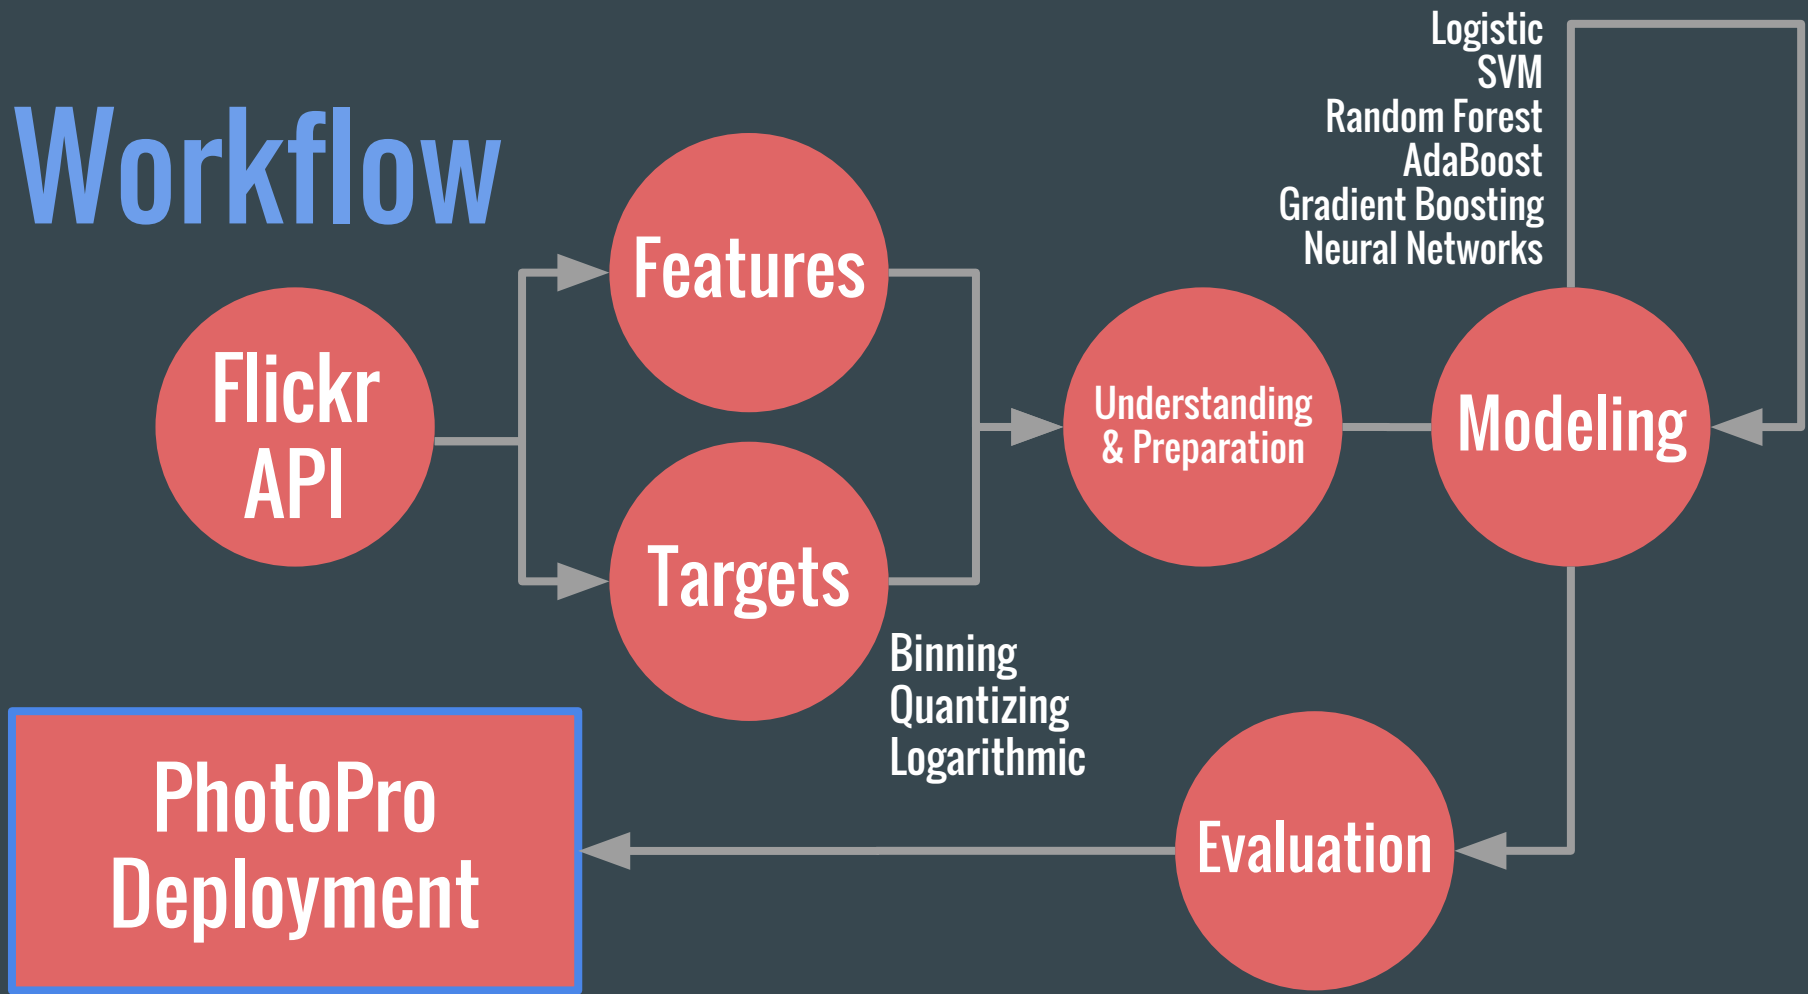 Workflow
Flickr
API
Features
Targets
Binning
Quantizing
Logarithmic
Understanding
& Preparation
Logistic
SVM
Random Forest
AdaBoost
Gradient Boosting
Neural Networks
Modeling
Evaluation
PhotoPro
Deployment